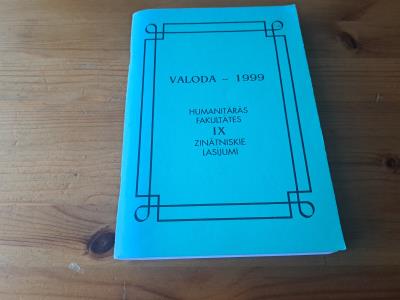 VALODA – 1999
HUMANITĀRĀS
FAKULTĀTES
IX
ZINĀTNISKIE
LASĪJUMI